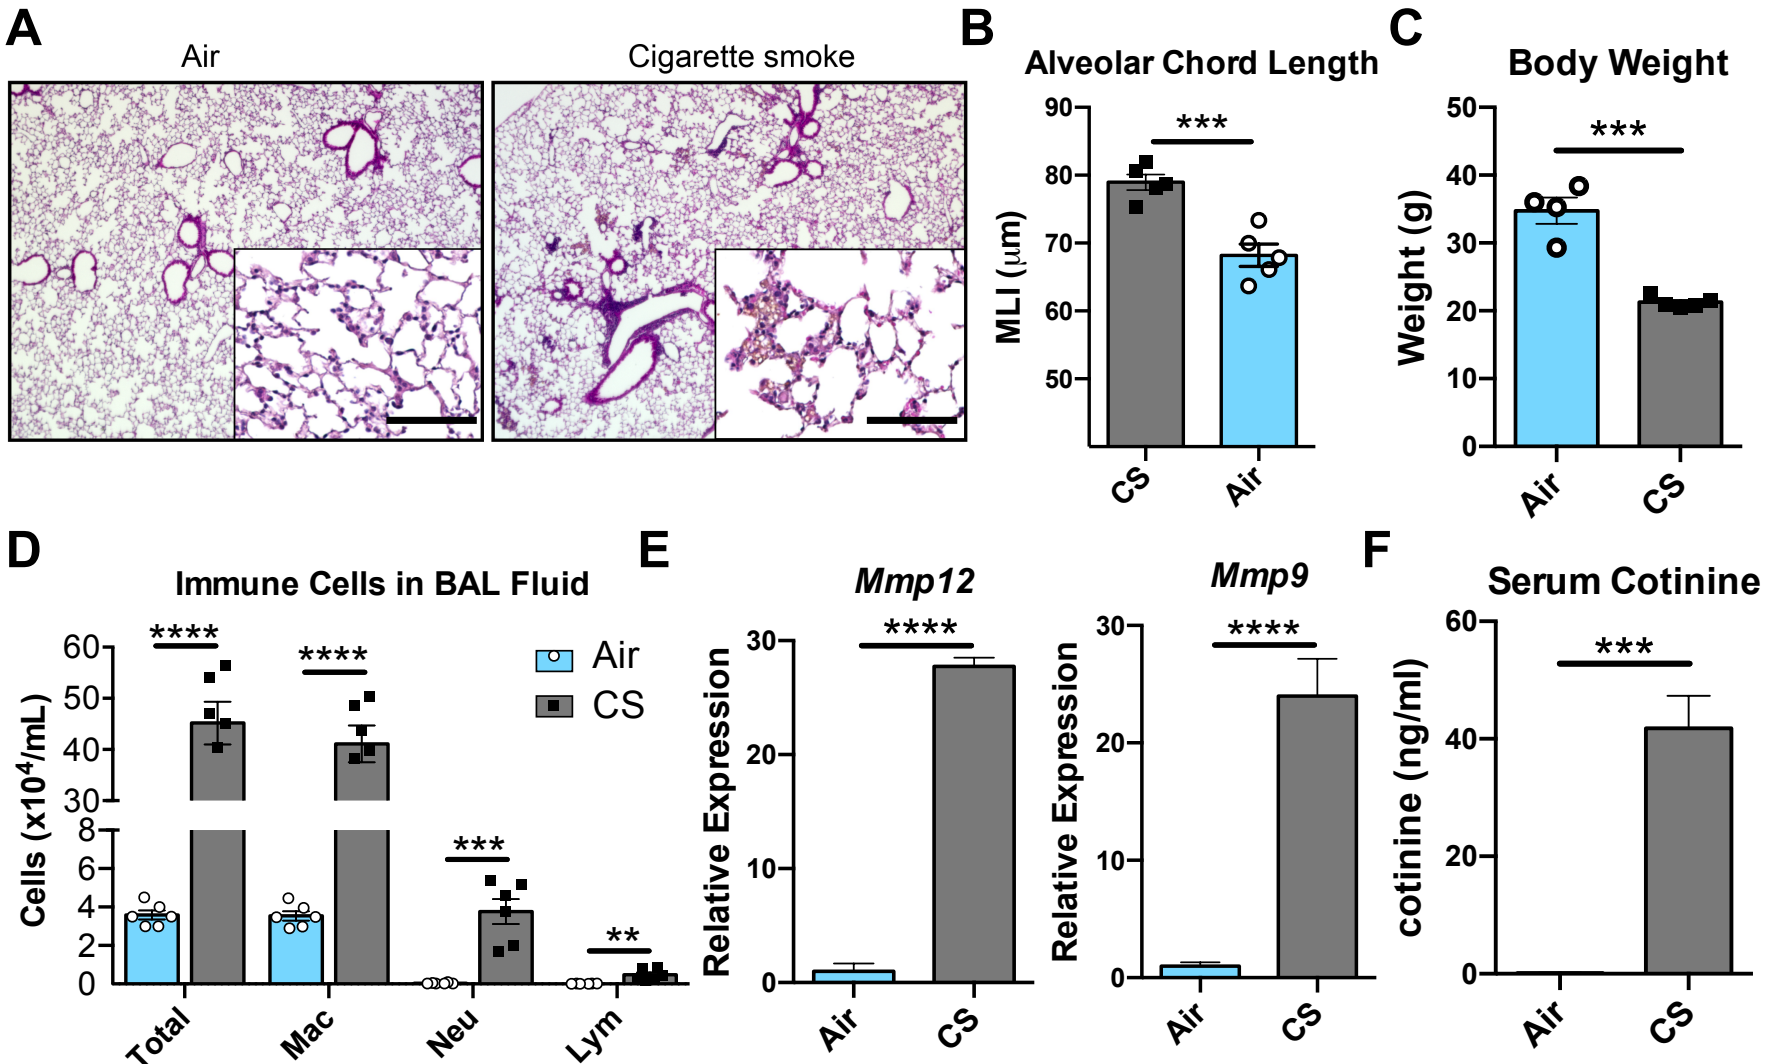 A
Air
Cigarette smoke
B
Alveolar Chord Length
90
80
70
60
50
MLI (μm)
***
CS
Air
C
Body Weight
50
40
30
20
10
0
Weight (g)
***
Air
CS
D
Immune Cells in BAL Fluid
60
50
40
30
8
6
4
2
0
Cells (x10⁴/mL)
****
****
***
**
Air
CS
Total
Mac
Neu
Lym
E
Mmp12
30
20
10
0
Relative Expression
****
Air
CS
Mmp9
30
20
10
0
Relative Expression
****
Air
CS
F
Serum Cotinine
60
40
20
0
cotinine (ng/ml)
***
Air
CS